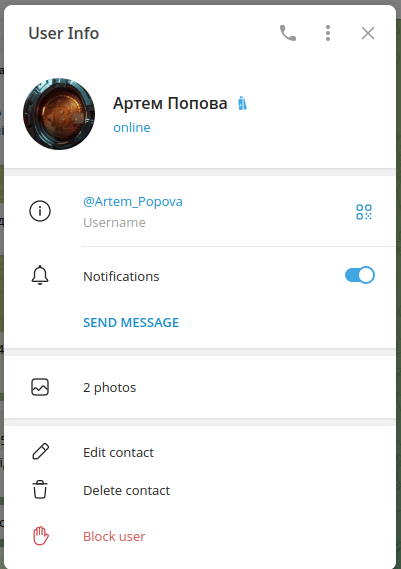 User Info
Артем Попова
online
@Artem_Popova
Username
Notifications
SEND MESSAGE
2 photos
Edit contact
Delete contact
Block user